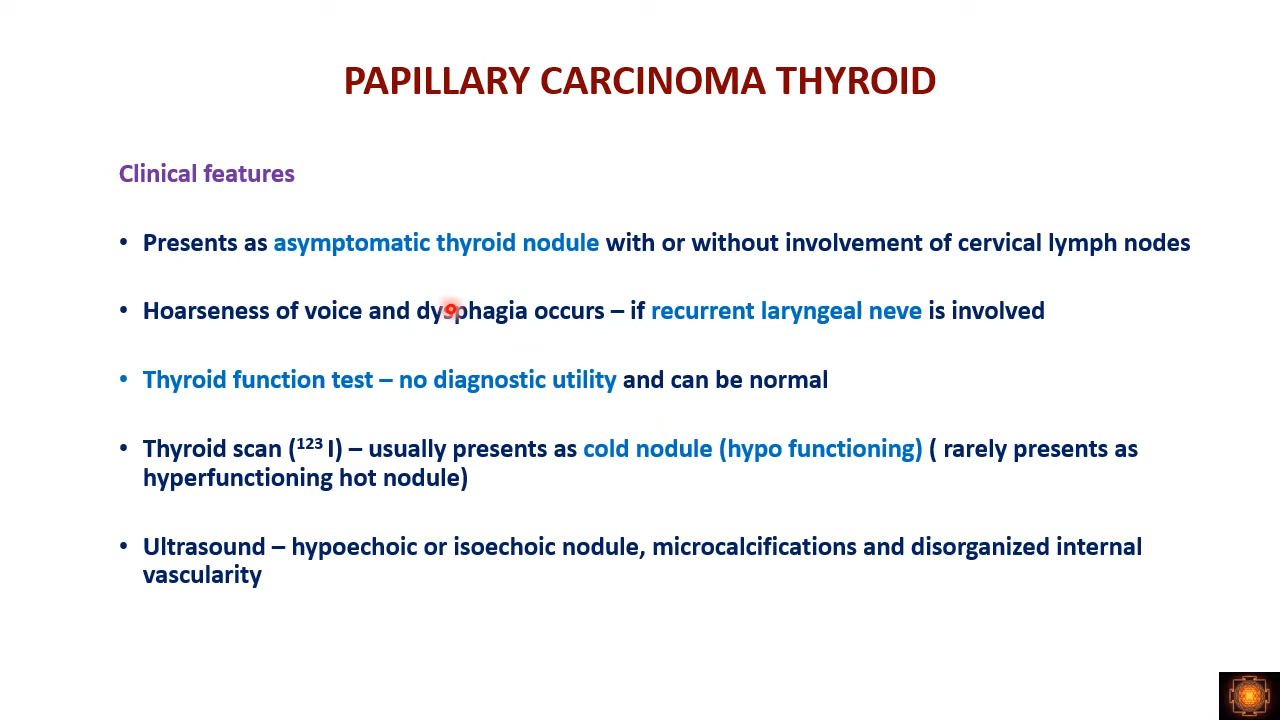 PAPILLARY CARCINOMA THYROID
Clinical features
• Presents as asymptomatic thyroid nodule with or without involvement of cervical lymph nodes
• Hoarseness of voice and dysphagia occurs – if recurrent laryngeal neve is involved
• Thyroid function test – no diagnostic utility and can be normal
• Thyroid scan (¹²³ I) – usually presents as cold nodule (hypo functioning) ( rarely presents as
hyperfunctioning hot nodule)
• Ultrasound – hypoechoic or isoechoic nodule, microcalcifications and disorganized internal
vascularity